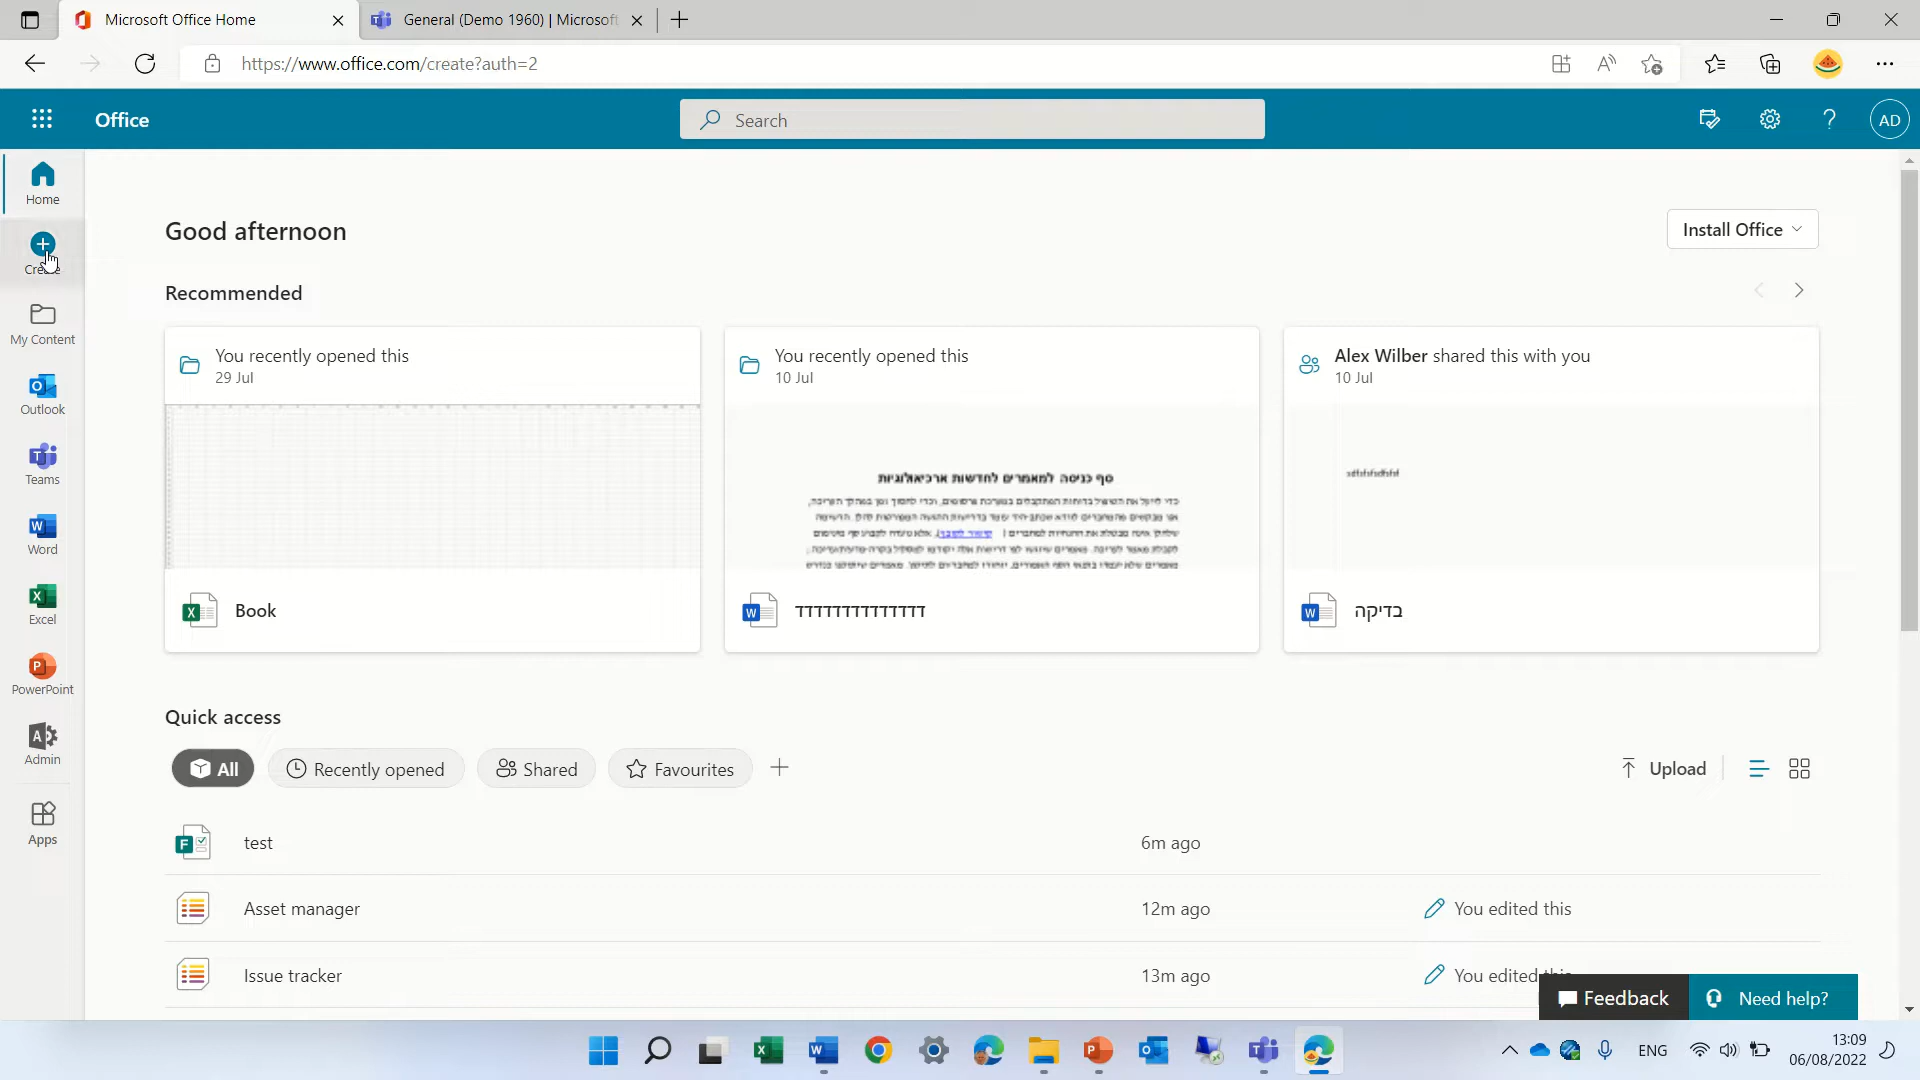 Microsoft Office Home
General (Demo 1960) | Microsoft
https://www.office.com/create?auth=2
Office
Search
AD
Home
Create
My Content
Outlook
Teams
Word
Excel
PowerPoint
Admin
Apps
Good afternoon
Install Office
Recommended
You recently opened this
29 Jul
Book
You recently opened this
10 Jul
סף כניסה למאמרים לחדשות ארכיאולוגיות
דדדדדדדדדדדדדד
Alex Wilber shared this with you
10 Jul
בדיקה
Quick access
All
Recently opened
Shared
Favourites
Upload
test
6m ago
Asset manager
12m ago
You edited this
Issue tracker
13m ago
You edited this
Feedback
Need help?
ENG
13:09
06/08/2022